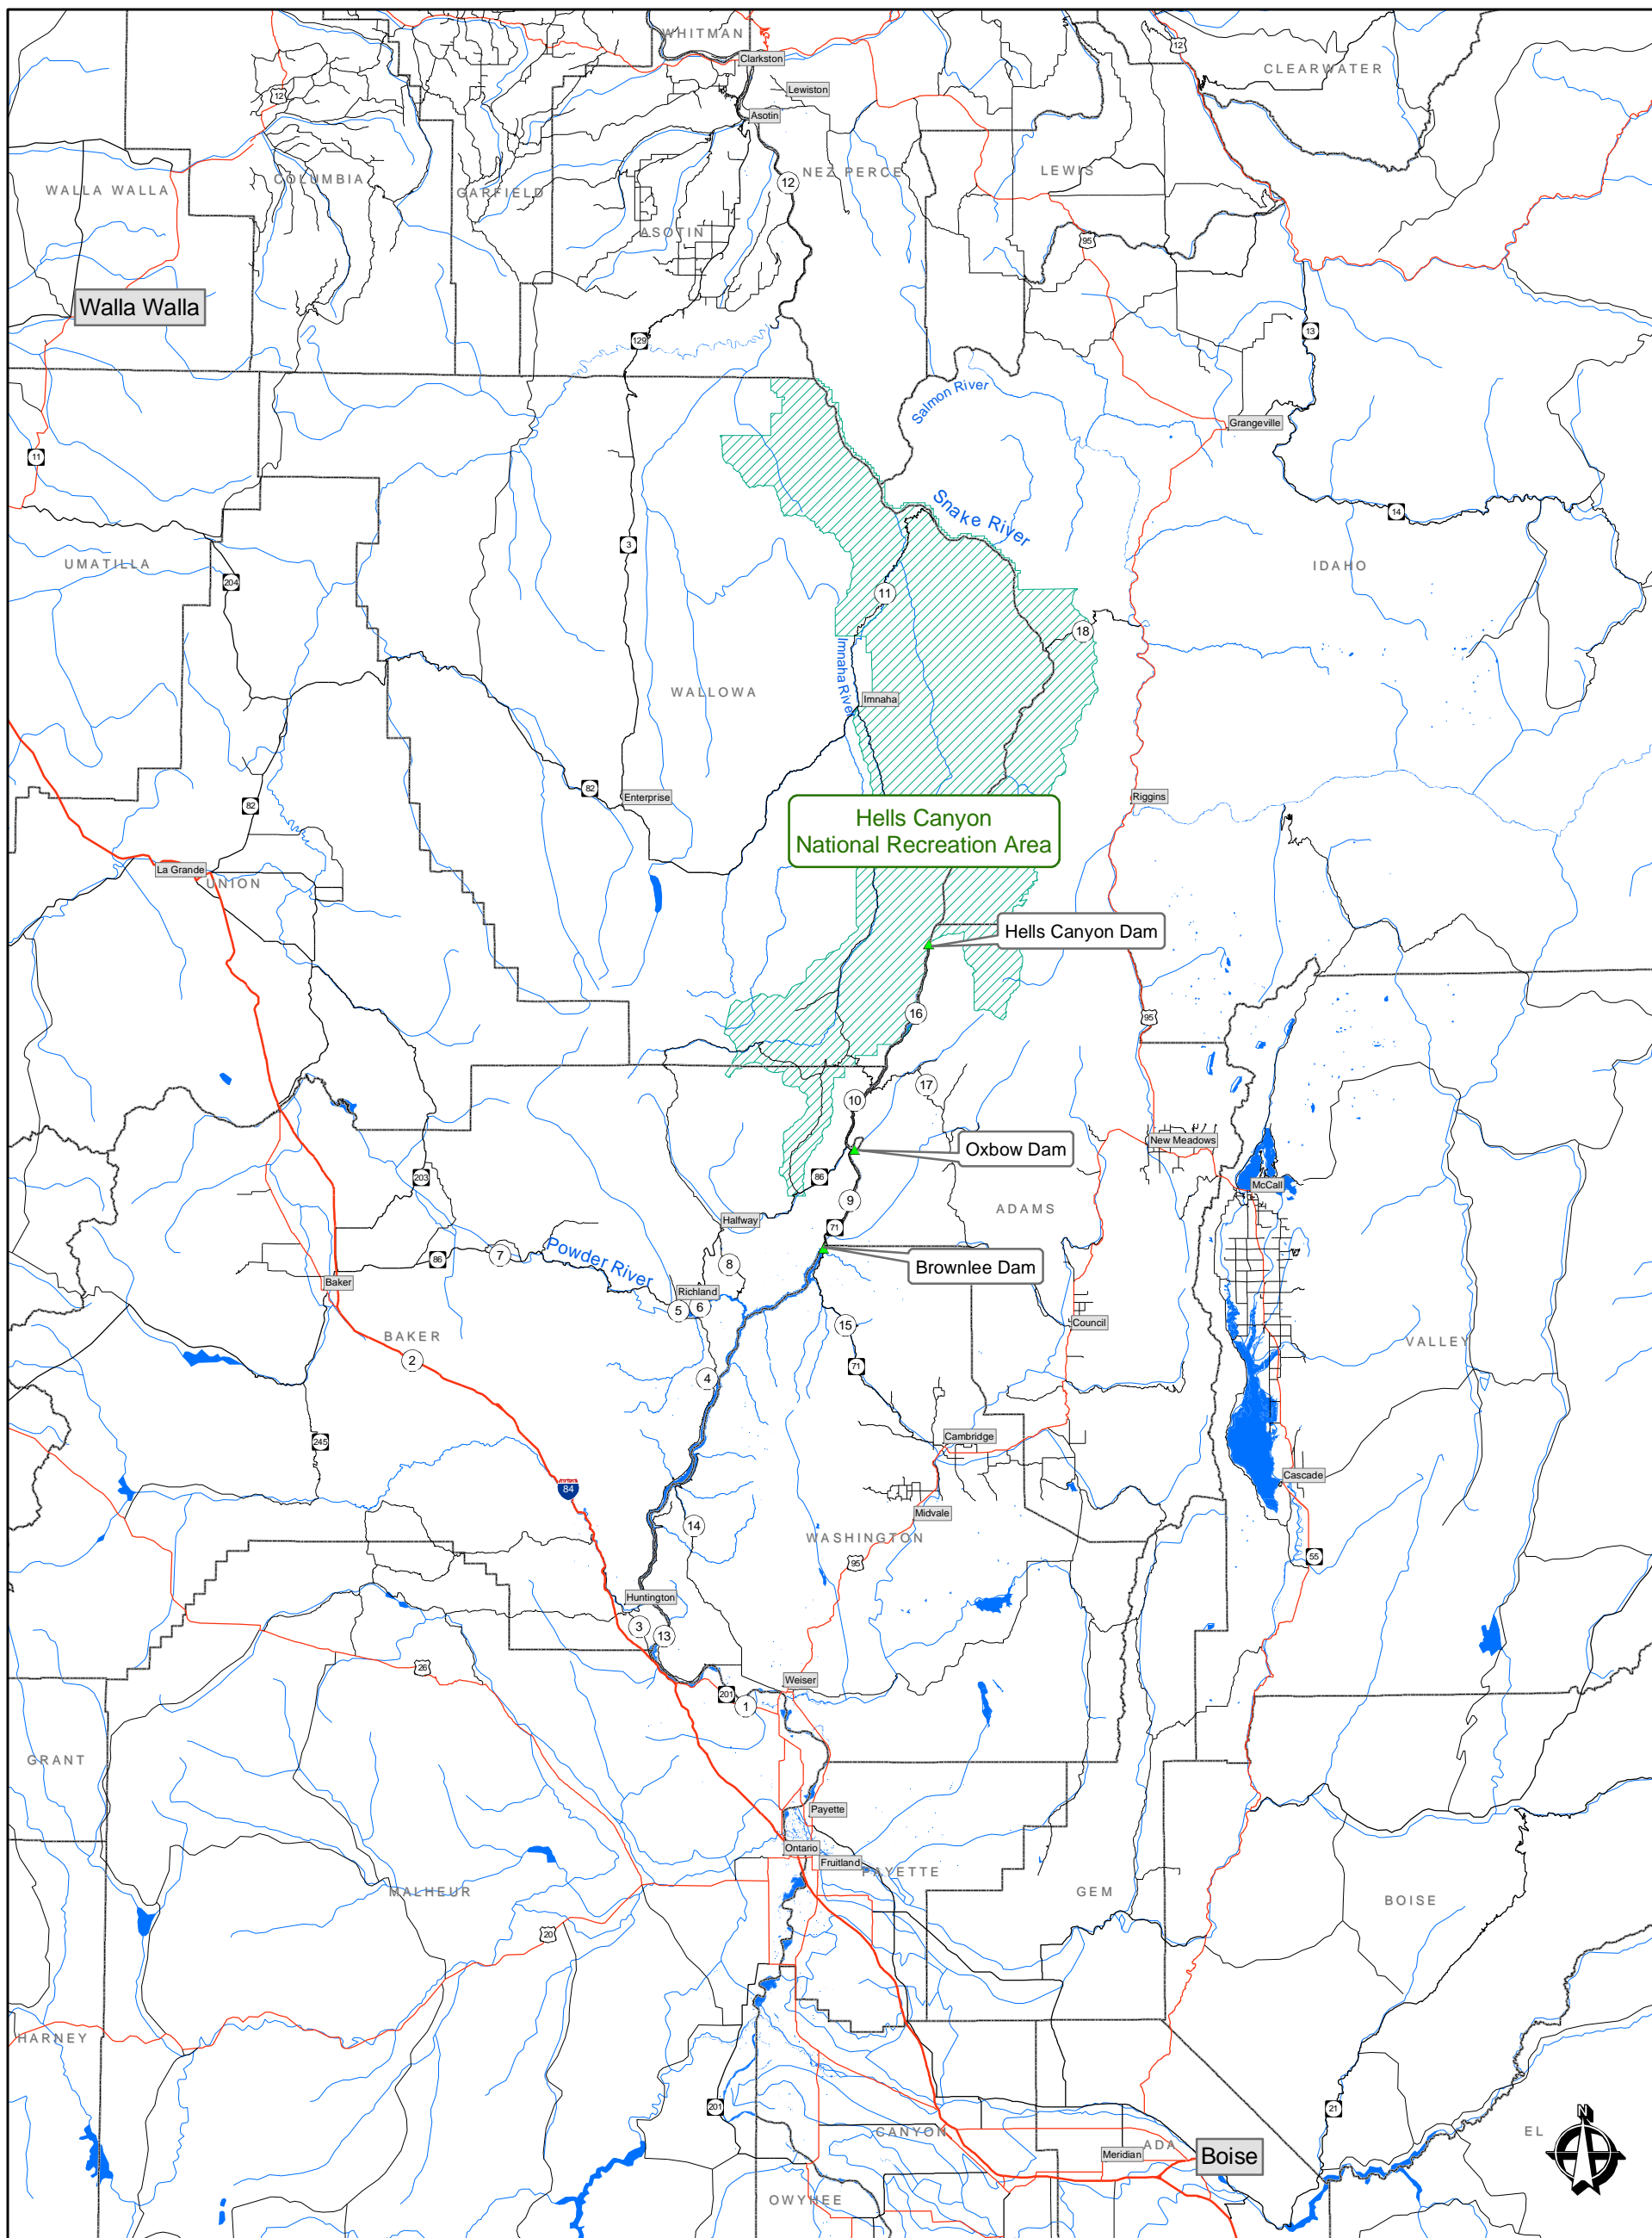 WHITMAN
12
Clarkston
CLEARWATER
12
Lewiston
Asotin
COLUMBIA
WALLA WALLA
GARFIELD
12
NEZ PERCE
LEWIS
ASOTIN
95
Walla Walla
129
13
Salmon River
Grangeville
11
Snake River
14
3
UMATILLA
204
IDAHO
11
18
Imnaha River
WALLOWA
Imnaha
82
Enterprise
82
Riggins
Hells Canyon
National Recreation Area
La Grande
UNION
Hells Canyon Dam
16
95
17
10
New Meadows
Oxbow Dam
203
86
McCall
9
ADAMS
Halfway
71
7
86
Powder River
8
Brownlee Dam
Baker
Richland
5
6
Council
15
BAKER
2
VALLEY
71
4
245
Cambridge
Cascade
84
Midvale
14
WASHINGTON
95
55
Huntington
3
13
26
Weiser
201
1
GRANT
Payette
Ontario
Fruitland
PAYETTE
MALHEUR
GEM
BOISE
20
HARNEY
201
21
N
CANYON
EL
ADA
Meridian
Boise
OWYHEE